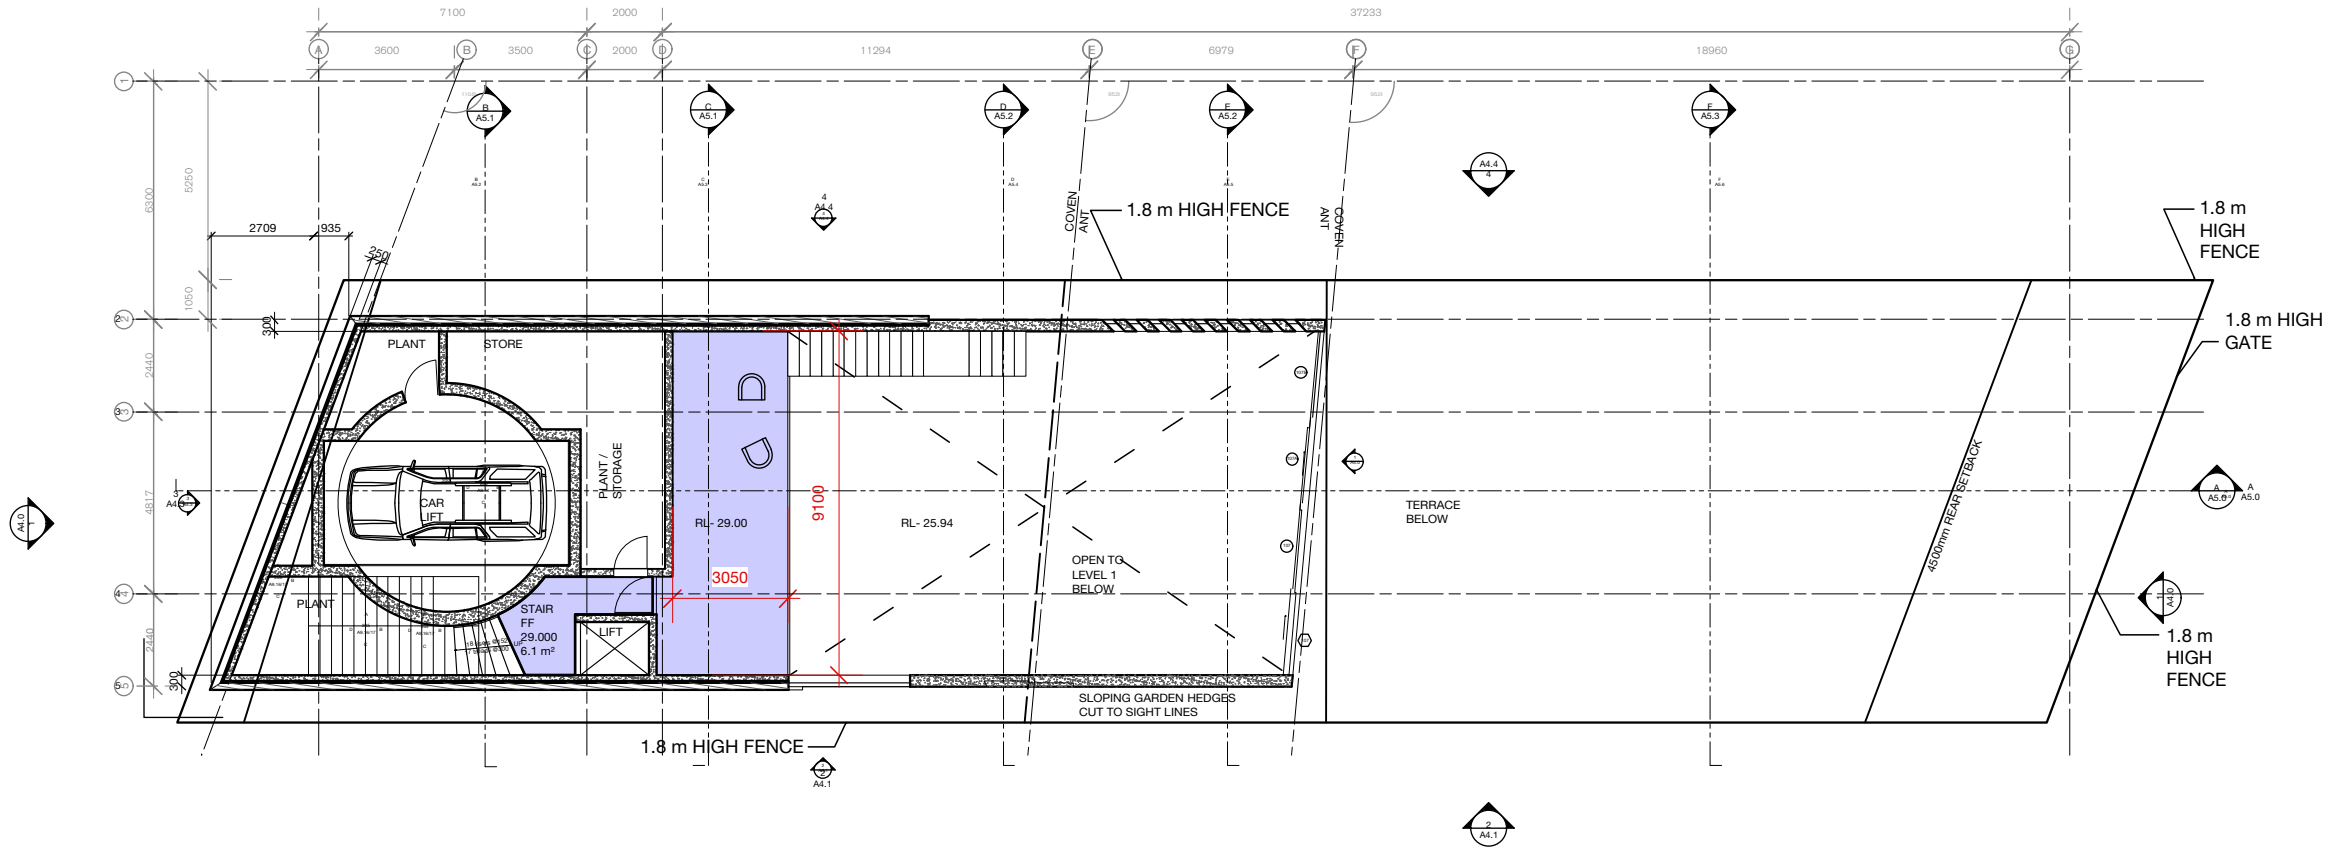 7100
2000
37233
3600
3500
2000
11294
6979
18960
A
B
C
D
E
F
G
1
B
A5.1
C
A5.1
D
A5.2
E
A5.2
F
A5.3
A4.4
4
6300
5250
1050
2709
935
250
4
A4.4
COVEN
ANT
1.8 m HIGH FENCE
COVEN
ANT
1.8 m
HIGH
FENCE
2
300
PLANT
STORE
1.8 m HIGH
GATE
2440
3
PLANT /
STORAGE
4817
CAR
LIFT
9100
RL- 29.00
RL- 25.94
TERRACE
BELOW
4500mm REAR SETBACK
A
A5.0
A
A5.0
A4.0
1
3
OPEN TO
LEVEL 1
BELOW
3050
4
PLANT
STAIR
FF
29.000
6.1 m²
LIFT
1
A4.0
2440
300
5
1.8 m
HIGH
FENCE
SLOPING GARDEN HEDGES
CUT TO SIGHT LINES
1.8 m HIGH FENCE
2
A4.1
2
A4.1